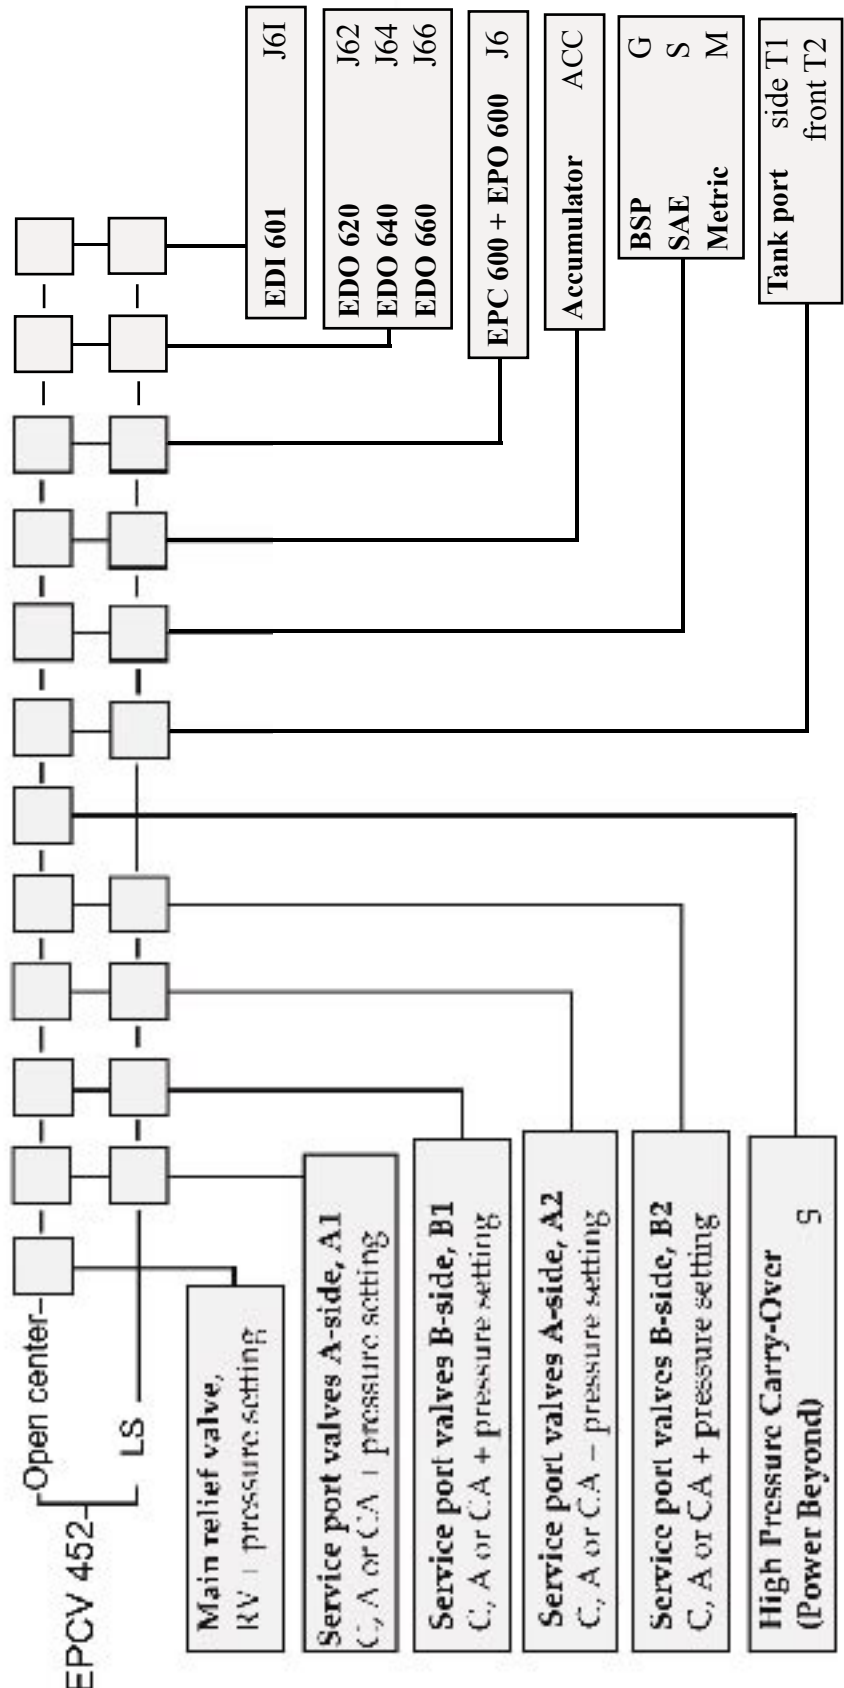 EPCV 452
Open center
LS
Main relief valve,
RV + pressure setting
Service port valves A-side, A1
C, A or CA + pressure setting
Service port valves B-side, B1
C, A or CA + pressure setting
Service port valves A-side, A2
C, A or CA – pressure setting
Service port valves B-side, B2
C, A or CA + pressure setting
High Pressure Carry-Over
(Power Beyond) S
Tank port side T1
front T2
BSP G
SAE S
Metric M
Accumulator ACC
EPC 600 + EPO 600 J6
EDO 620 J62
EDO 640 J64
EDO 660 J66
EDI 601 J6I